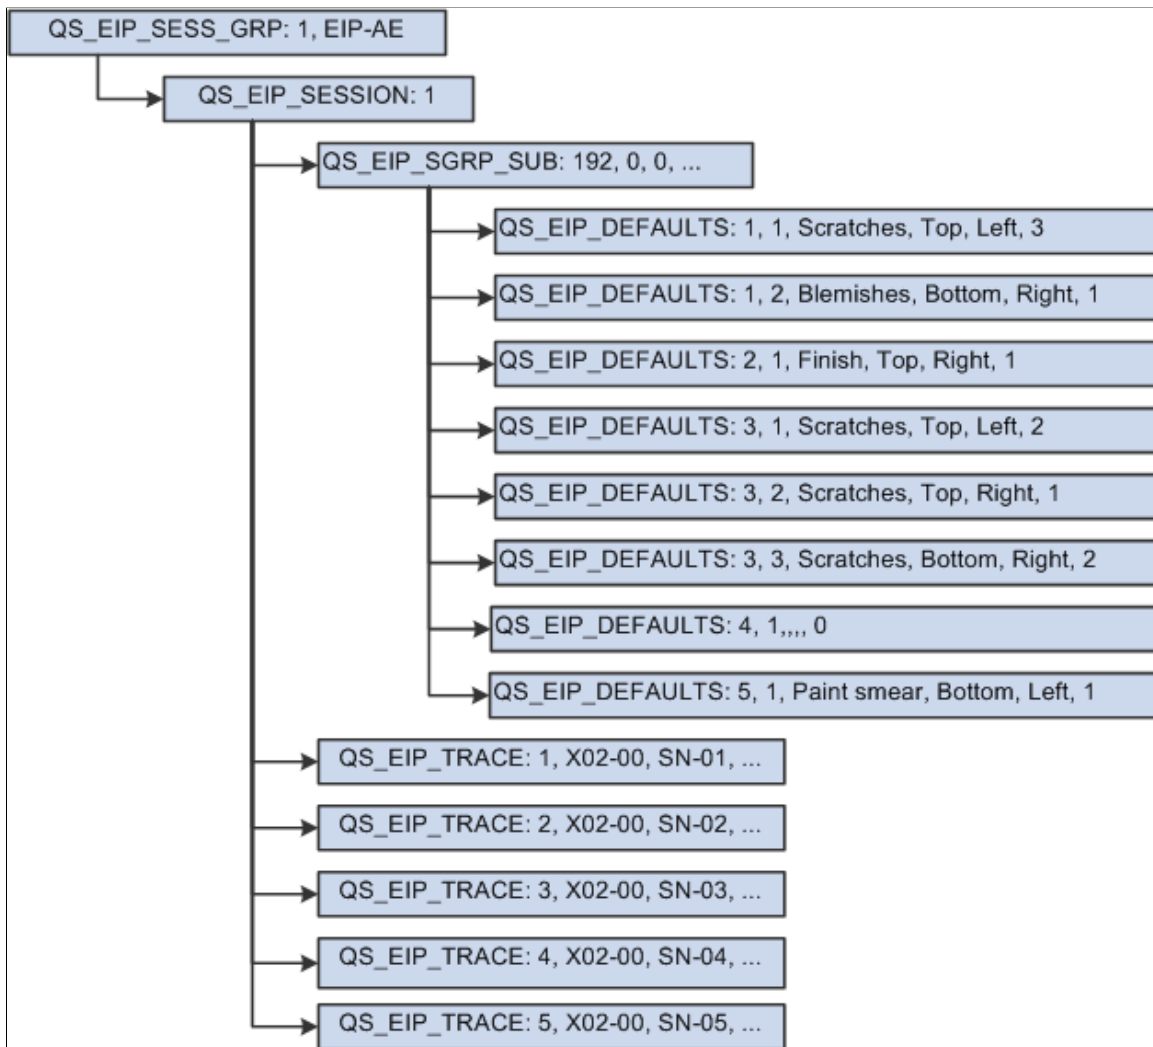 QS_EIP_SESS_GRP: 1, EIP-AE
QS_EIP_SESSION: 1
QS_EIP_SGRP_SUB: 192, 0, 0, ...
QS_EIP_DEFAULTS: 1, 1, Scratches, Top, Left, 3
QS_EIP_DEFAULTS: 1, 2, Blemishes, Bottom, Right, 1
QS_EIP_DEFAULTS: 2, 1, Finish, Top, Right, 1
QS_EIP_DEFAULTS: 3, 1, Scratches, Top, Left, 2
QS_EIP_DEFAULTS: 3, 2, Scratches, Top, Right, 1
QS_EIP_DEFAULTS: 3, 3, Scratches, Bottom, Right, 2
QS_EIP_DEFAULTS: 4, 1,,,, 0
QS_EIP_DEFAULTS: 5, 1, Paint smear, Bottom, Left, 1
QS_EIP_TRACE: 1, X02-00, SN-01, ...
QS_EIP_TRACE: 2, X02-00, SN-02, ...
QS_EIP_TRACE: 3, X02-00, SN-03, ...
QS_EIP_TRACE: 4, X02-00, SN-04, ...
QS_EIP_TRACE: 5, X02-00, SN-05, ...